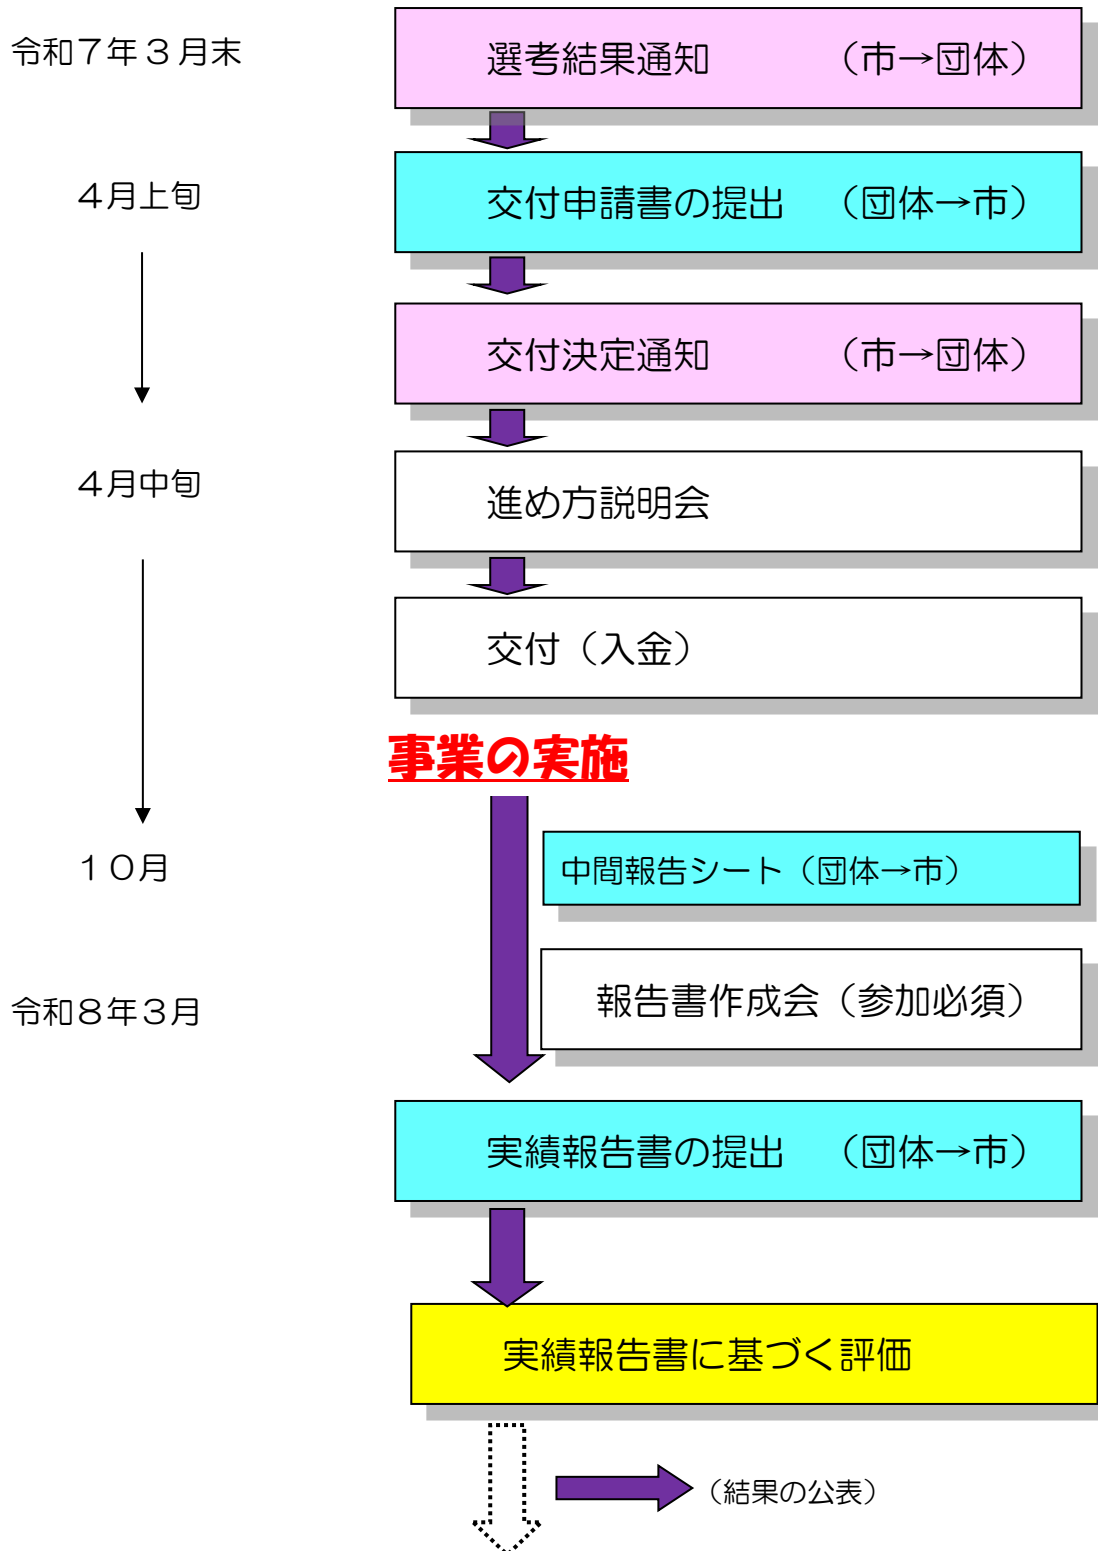 令和７年３月末
選考結果通知　　　（市→団体）
４月上旬
交付申請書の提出　（団体→市）
交付決定通知　　　（市→団体）
４月中旬
進め方説明会
交付（入金）
事業の実施
１０月
中間報告シート（団体→市）
令和８年３月
報告書作成会（参加必須）
実績報告書の提出　（団体→市）
実績報告書に基づく評価
（結果の公表）